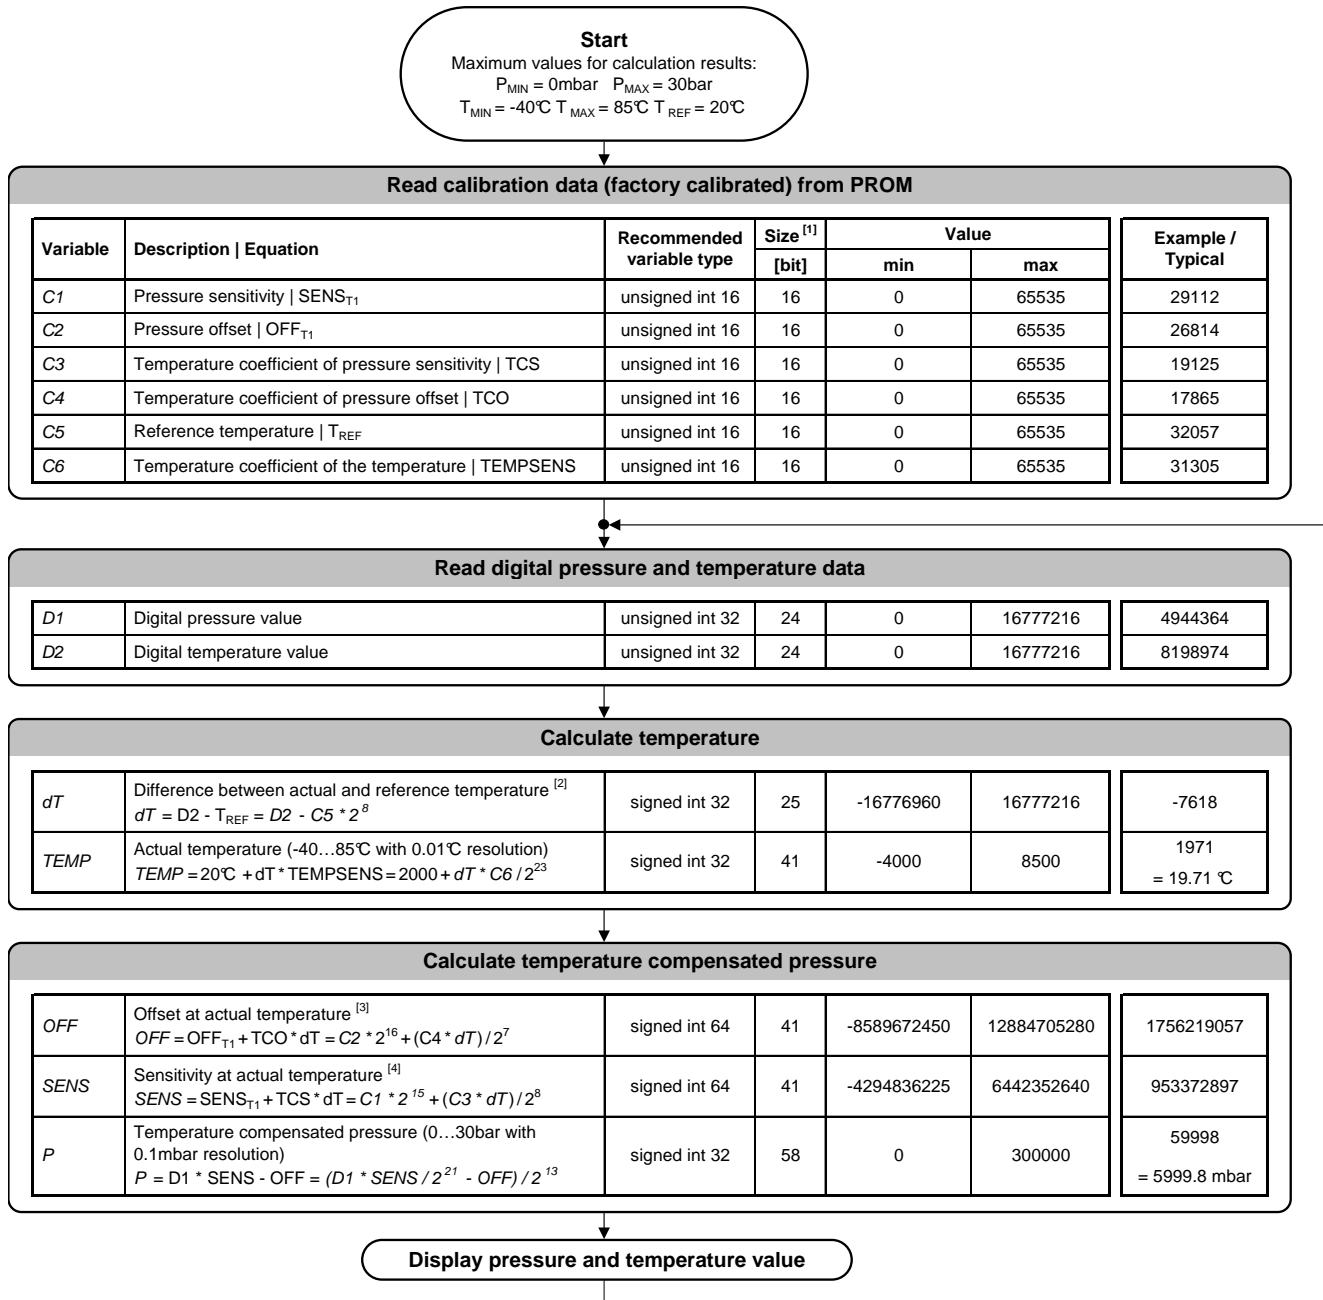 Start
Maximum values for calculation results:
P_MIN = 0mbar P_MAX = 30bar
T_MIN = -40℃ T_MAX = 85℃ T_REF = 20℃
Read calibration data (factory calibrated) from PROM
Variable Description | Equation Recommended variable type Size [1] [bit] Value min max Example / Typical
C1 Pressure sensitivity | SENS_T1 unsigned int 16 16 0 65535 29112
C2 Pressure offset | OFF_T1 unsigned int 16 16 0 65535 26814
C3 Temperature coefficient of pressure sensitivity | TCS unsigned int 16 16 0 65535 19125
C4 Temperature coefficient of pressure offset | TCO unsigned int 16 16 0 65535 17865
C5 Reference temperature | T_REF unsigned int 16 16 0 65535 32057
C6 Temperature coefficient of the temperature | TEMPSENS unsigned int 16 16 0 65535 31305
Read digital pressure and temperature data
D1 Digital pressure value unsigned int 32 24 0 16777216 4944364
D2 Digital temperature value unsigned int 32 24 0 16777216 8198974
Calculate temperature
dT Difference between actual and reference temperature [2]
dT = D2 - T_REF = D2 - C5 * 2^8 signed int 32 25 -16776960 16777216 -7618
TEMP Actual temperature (-40…85℃ with 0.01℃ resolution)
TEMP = 20℃ + dT * TEMPSENS = 2000 + dT * C6 / 2^23 signed int 32 41 -4000 8500 1971
= 19.71 ℃
Calculate temperature compensated pressure
OFF Offset at actual temperature [3]
OFF = OFF_T1 + TCO * dT = C2 * 2^16 + (C4 * dT) / 2^7 signed int 64 41 -8589672450 12884705280 1756219057
SENS Sensitivity at actual temperature [4]
SENS = SENS_T1 + TCS * dT = C1 * 2^15 + (C3 * dT) / 2^8 signed int 64 41 -4294836225 6442352640 953372897
P Temperature compensated pressure (0…30bar with
0.1mbar resolution)
P = D1 * SENS - OFF = (D1 * SENS / 2^21 - OFF) / 2^13 signed int 32 58 0 300000 59998
= 5999.8 mbar
Display pressure and temperature value